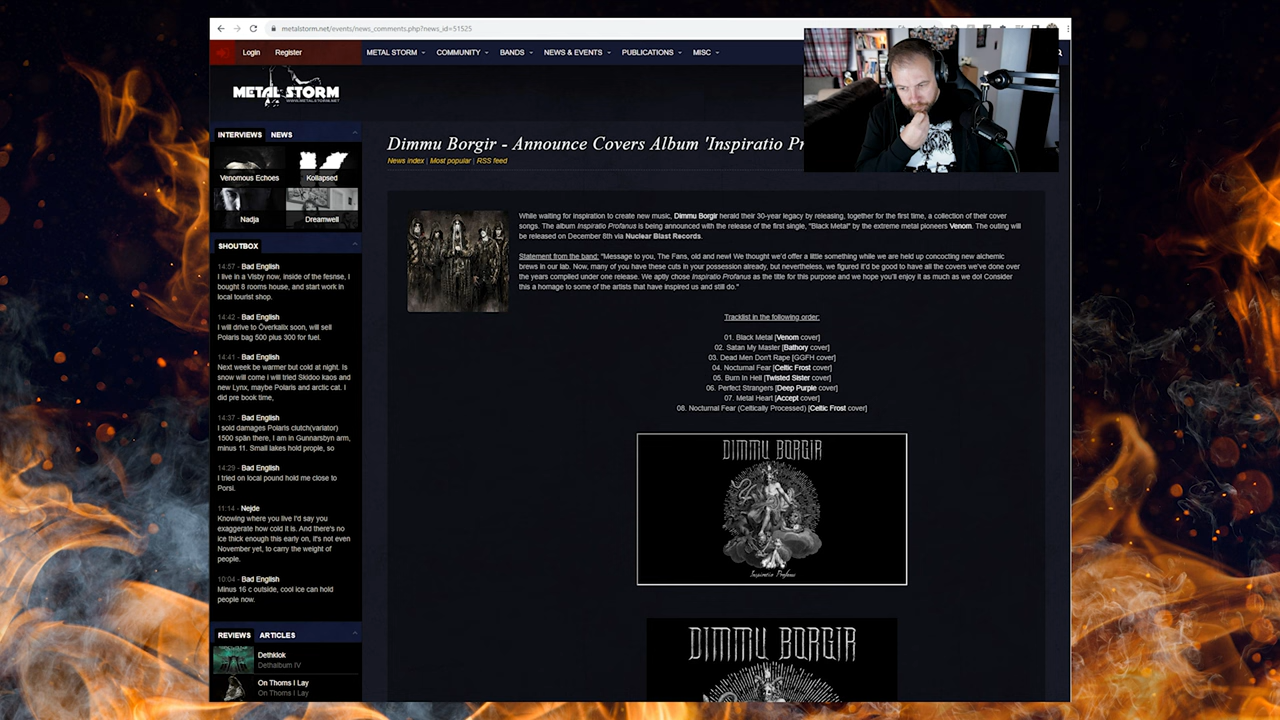 metalstorm.net/events/news_comments.php?news_id=51525
Login Register METAL STORM COMMUNITY BANDS NEWS & EVENTS PUBLICATIONS MISC
METAL STORM
WWW.METALSTORM.NET
INTERVIEWS NEWS
Venomous Echoes Kollapsed
Nadja Dreamwell
SHOUTBOX
14:57 - Bad English
I live in a Visby now, inside of the fesnse, I
bought 8 rooms house, and start work in
local tourist shop.
14:42 - Bad English
I will drive to Överkalix soon, will sell
Polaris bag 500 plus 300 for fuel.
14:41 - Bad English
Next week be warmer but cold at night. Is
snow will come i will tried Skidoo kaos and
new Lynx, maybe Polaris and arctic cat. I
did pre book time,
14:37 - Bad English
I sold damages Polaris clutch(variator)
1500 spän there, I am in Gunnarsbyn arm,
minus 11. Small lakes hold prople, so
14:29 - Bad English
I tried on local pound hold me close to
Porsi.
11:14 - Nejde
Knowing where you live I'd say you
exaggerate how cold it is. And there's no
ice thick enough this early on, it's not even
November yet, to carry the weight of
people.
10:04 - Bad English
Minus 16 c outside, cool ice can hold
people now.
REVIEWS ARTICLES
Dethklok
Dethalbum IV
On Thorns I Lay
On Thorns I Lay
Dimmu Borgir - Announce Covers Album 'Inspiratio Pr
News index | Most popular | RSS feed
While waiting for inspiration to create new music, Dimmu Borgir herald their 30-year legacy by releasing, together for the first time, a collection of their cover
songs. The album Inspiratio Profanus is being announced with the release of the first single, "Black Metal" by the extreme metal pioneers Venom. The outing will
be released on December 8th via Nuclear Blast Records.
Statement from the band: "Message to you, The Fans, old and new! We thought we'd offer a little something while we are held up concocting new alchemic
brews in our lab. Now, many of you have these cuts in your possession already, but nevertheless, we figured it'd be good to have all the covers we've done over
the years compiled under one release. We aptly chose Inspiratio Profanus as the title for this purpose and we hope you'll enjoy it as much as we do! Consider
this a homage to some of the artists that have inspired us and still do."
Tracklist in the following order:
01. Black Metal [Venom cover]
02. Satan My Master [Bathory cover]
03. Dead Men Don't Rape [GGFH cover]
04. Nocturnal Fear [Celtic Frost cover]
05. Burn In Hell [Twisted Sister cover]
06. Perfect Strangers [Deep Purple cover]
07. Metal Heart [Accept cover]
08. Nocturnal Fear (Celtically Processed) [Celtic Frost cover]
DIMMU BORGIR
Inspiratio Profanus
DIMMU BORGIR